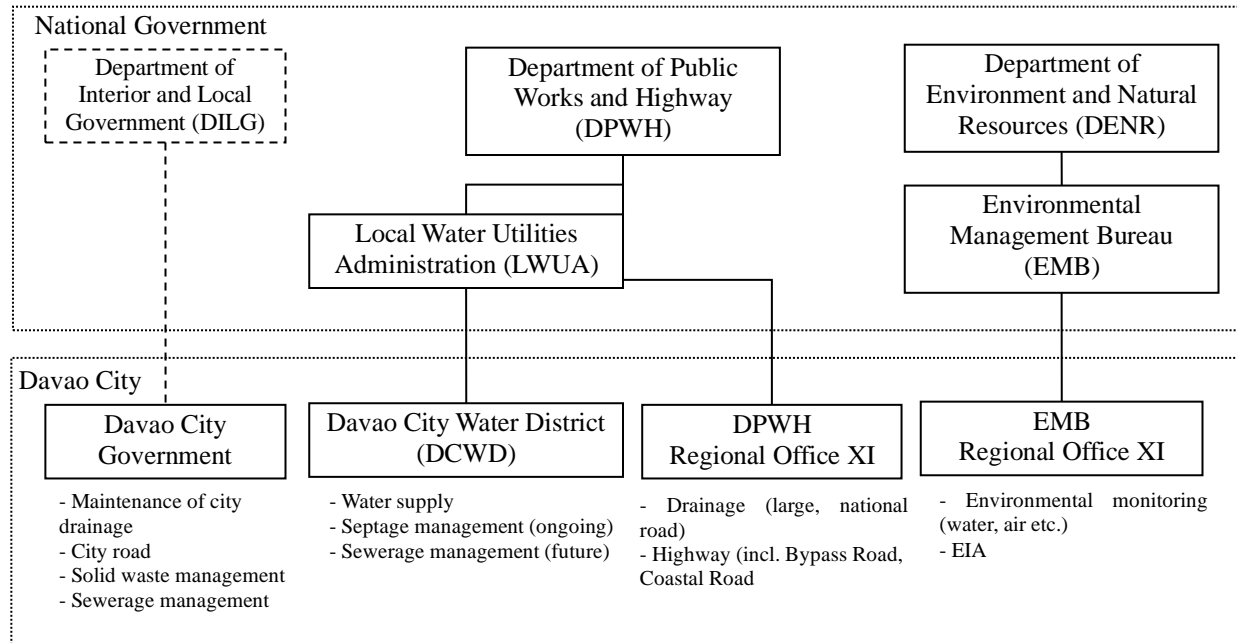 National Government
Department of
Interior and Local
Government (DILG)
Department of Public
Works and Highway
(DPWH)
Department of
Environment and Natural
Resources (DENR)
Local Water Utilities
Administration (LWUA)
Environmental
Management Bureau
(EMB)
Davao City
Davao City
Government
Davao City Water District
(DCWD)
DPWH
Regional Office XI
EMB
Regional Office XI
- Maintenance of city
drainage
- City road
- Solid waste management
- Sewerage management
- Water supply
- Septage management (ongoing)
- Sewerage management (future)
- Drainage (large, national
road)
- Highway (incl. Bypass Road,
Coastal Road
- Environmental monitoring
(water, air etc.)
- EIA